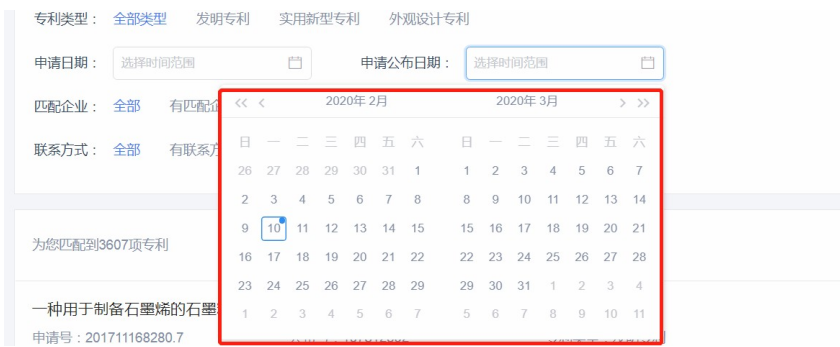 专利类型： 全部类型 发明专利 实用新型专利 外观设计专利
申请日期： 选择时间范围 申请公布日期： 选择时间范围
匹配企业： 全部 有匹配
联系方式： 全部 有联系
<< < 2020年 2月 2020年 3月 > >>
日 一 二 三 四 五 六 日 一 二 三 四 五 六
26 27 28 29 30 31 1 1 2 3 4 5 6 7
2 3 4 5 6 7 8 8 9 10 11 12 13 14
9 10 11 12 13 14 15 15 16 17 18 19 20 21
16 17 18 19 20 21 22 22 23 24 25 26 27 28
23 24 25 26 27 28 29 29 30 31 1 2 3 4
1 2 3 4 5 6 7 5 6 7 8 9 10 11
为您匹配到3607项专利
一种用于制备石墨烯的石墨
申请号：201711168280.7